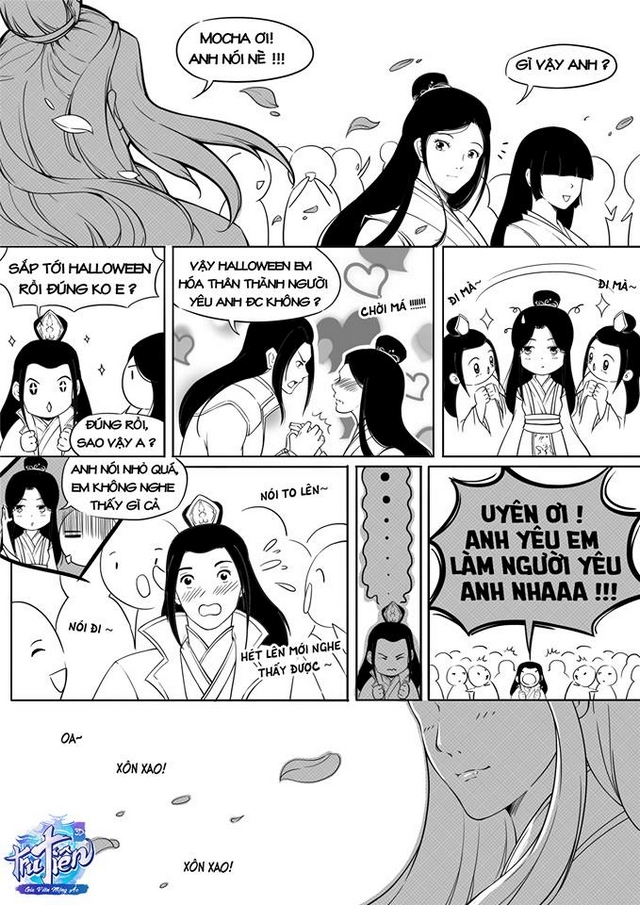 MOCHA ƠI!
ANH NÓI NÈ !!!
GÌ VẬY ANH ?
SẮP TỚI HALLOWEEN
RỒI ĐÚNG KO E ?
ĐÚNG RỒI,
SAO VẬY A ?
VẬY HALLOWEEN EM
HÓA THÂN THÀNH NGƯỜI
YÊU ANH ĐC KHÔNG ?
CHỜI MÁ !!!!!!!
ĐI MÀ~
ĐI MÀ~
ANH NÓI NHỎ QUÁ,
EM KHÔNG NGHE
THẤY GÌ CẢ
NÓI TO LÊN~
NÓI ĐI ~
HÉT LÊN MỚI NGHE
THẤY ĐƯỢC ~
UYÊN ƠI !
ANH YÊU EM
LÀM NGƯỜI YÊU
ANH NHAAA !!!
OA~
XÔN XAO!
XÔN XAO!
Tru Tiên
3D